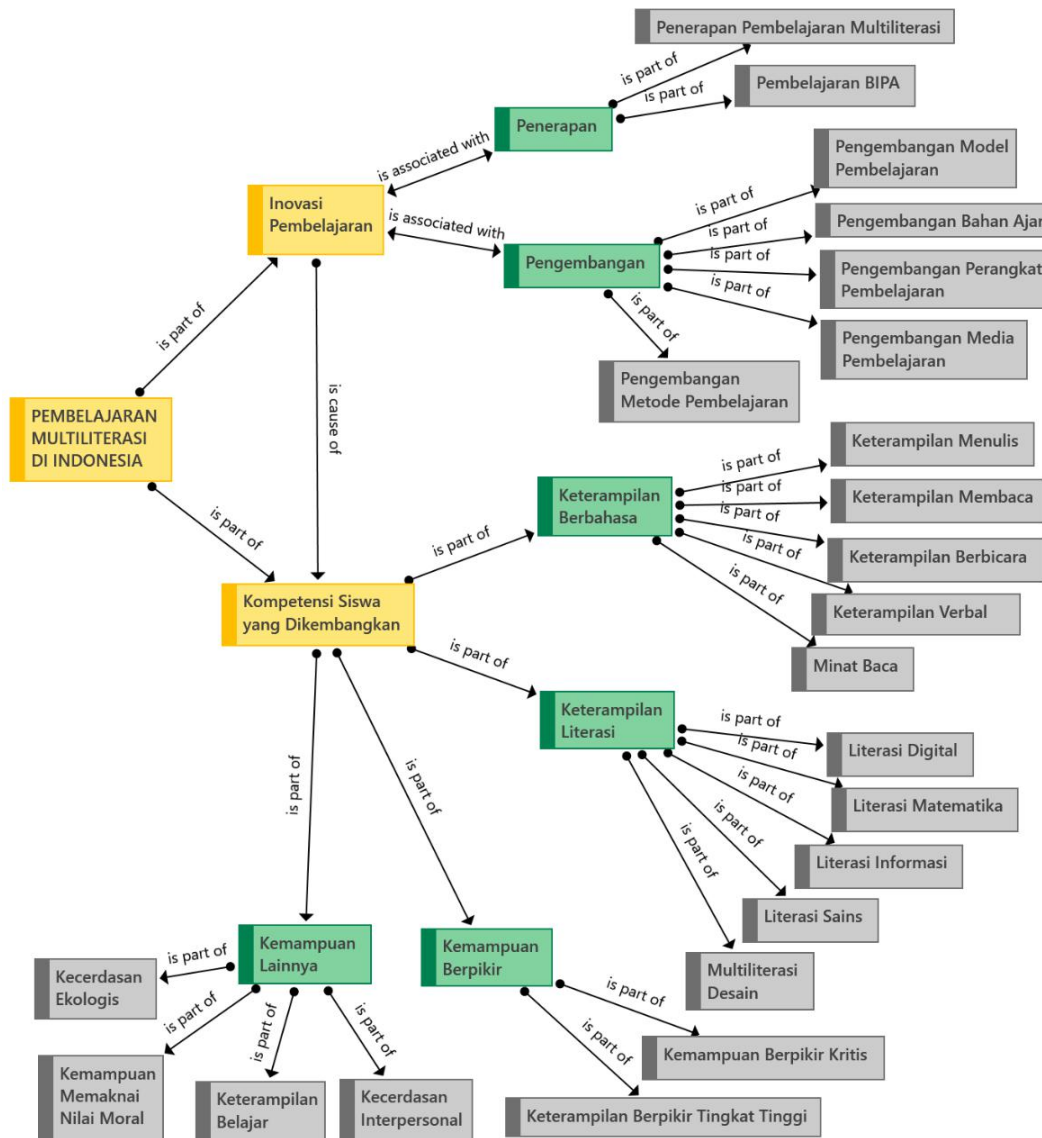 Penerapan Pembelajaran Multiliterasi
is part of
is part of
Pembelajaran BIPA
Penerapan
is associated with
Inovasi
Pembelajaran
is associated with
Pengembangan
is part of
Pengembangan Model
Pembelajaran
is part of
Pengembangan Bahan Ajar
is part of
Pengembangan Perangkat
Pembelajaran
is part of
Pengembangan Media
Pembelajaran
is part of
Pengembangan
Metode Pembelajaran
is part of
is cause of
PEMBELAJARAN
MULTILITERASI
DI INDONESIA
is part of
Kompetensi Siswa
yang Dikembangkan
is part of
Keterampilan
Berbahasa
is part of
Keterampilan Menulis
is part of
Keterampilan Membaca
is part of
Keterampilan Berbicara
is part of
Keterampilan Verbal
is part of
Minat Baca
is part of
Keterampilan
Literasi
is part of
Literasi Digital
is part of
Literasi Matematika
is part of
Literasi Informasi
is part of
Literasi Sains
is part of
Multiliterasi
Desain
is part of
is part of
Kemampuan
Lainnya
Kemampuan
Berpikir
is part of
Kecerdasan
Ekologis
is part of
Kemampuan
Memaknai
Nilai Moral
is part of
Keterampilan
Belajar
is part of
Kecerdasan
Interpersonal
is part of
Kemampuan Berpikir Kritis
is part of
Keterampilan Berpikir Tingkat Tinggi